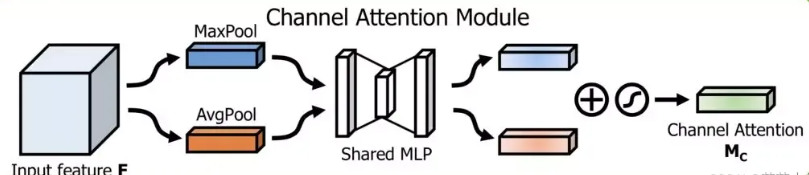 Channel Attention Module
MaxPool
AvgPool
Shared MLP
Input feature F
Channel Attention
Mc